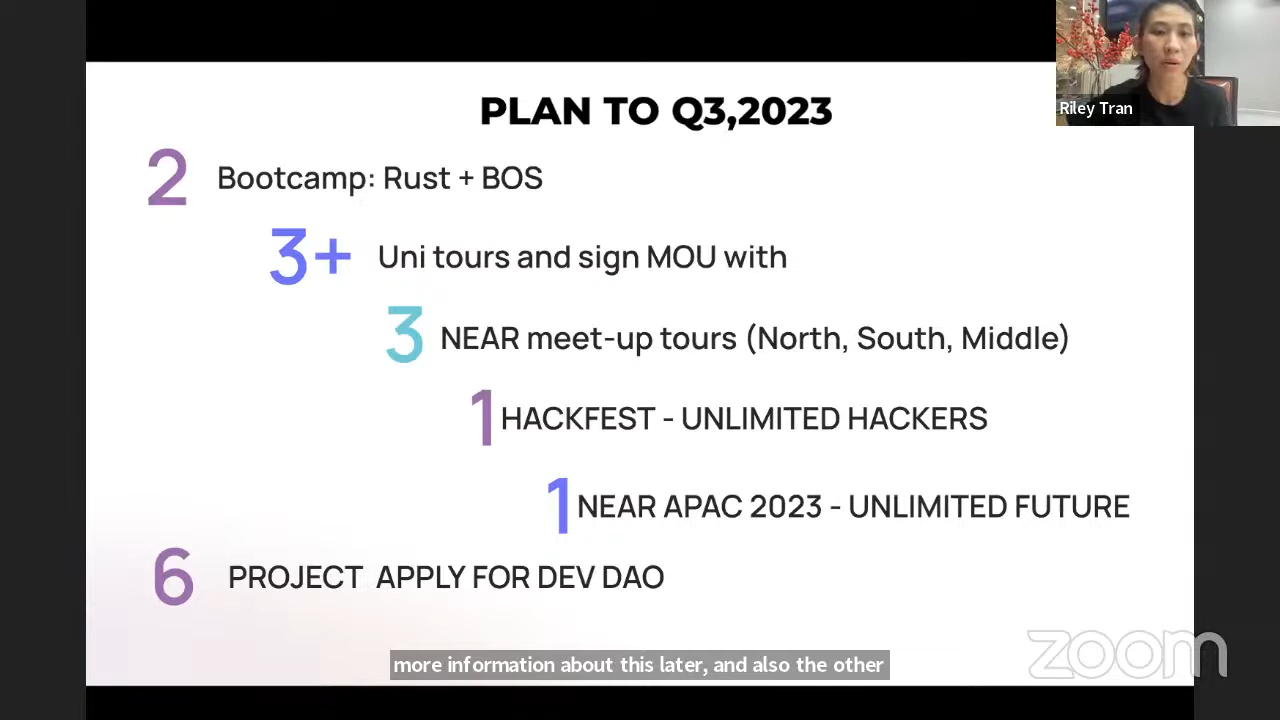 PLAN TO Q3,2023
Riley Tran
2 Bootcamp: Rust + BOS
3+ Uni tours and sign MOU with
3 NEAR meet-up tours (North, South, Middle)
1 HACKFEST - UNLIMITED HACKERS
1 NEAR APAC 2023 - UNLIMITED FUTURE
6 PROJECT APPLY FOR DEV DAO
zoom
more information about this later, and also the other